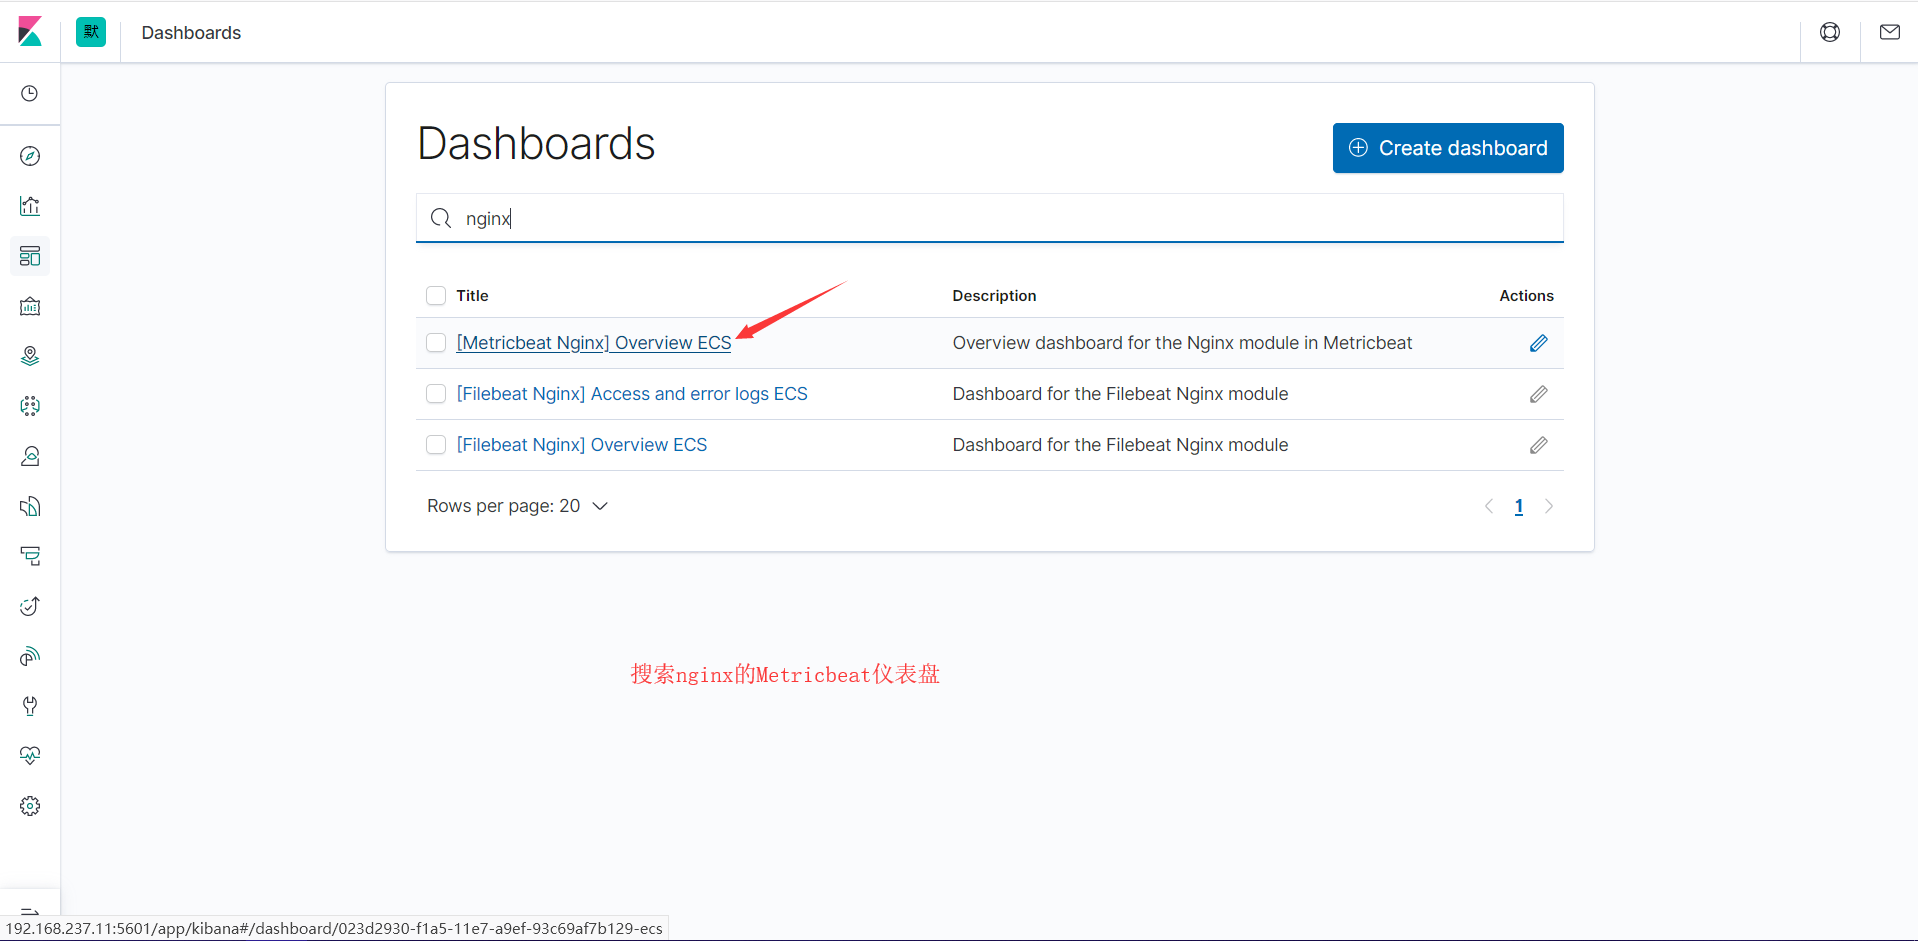 默 Dashboards
Dashboards
Create dashboard
nginx
Title Description Actions
[Metricbeat Nginx] Overview ECS Overview dashboard for the Nginx module in Metricbeat
[Filebeat Nginx] Access and error logs ECS Dashboard for the Filebeat Nginx module
[Filebeat Nginx] Overview ECS Dashboard for the Filebeat Nginx module
Rows per page: 20 1
搜索nginx的Metricbeat仪表盘
192.168.237.11:5601/app/kibana#/dashboard/023d2930-f1a5-11e7-a9ef-93c69af7b129-ecs